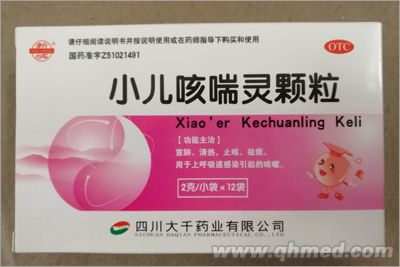 请仔细阅读说明书并按说明使用或在药师指导下购买和使用
国药准字Z51021491
OTC
小儿咳喘灵颗粒
Xiao'er Kechuanling Keli
【功能主治】
宣肺、清热,止咳、祛痰。
用于上呼吸道感染引起的咳嗽。
2克/小袋×12袋
四川大千药业有限公司
SICHUAN DAQIAN PHARMACEUTICAL CO.,LTD.
www.qhmed.com